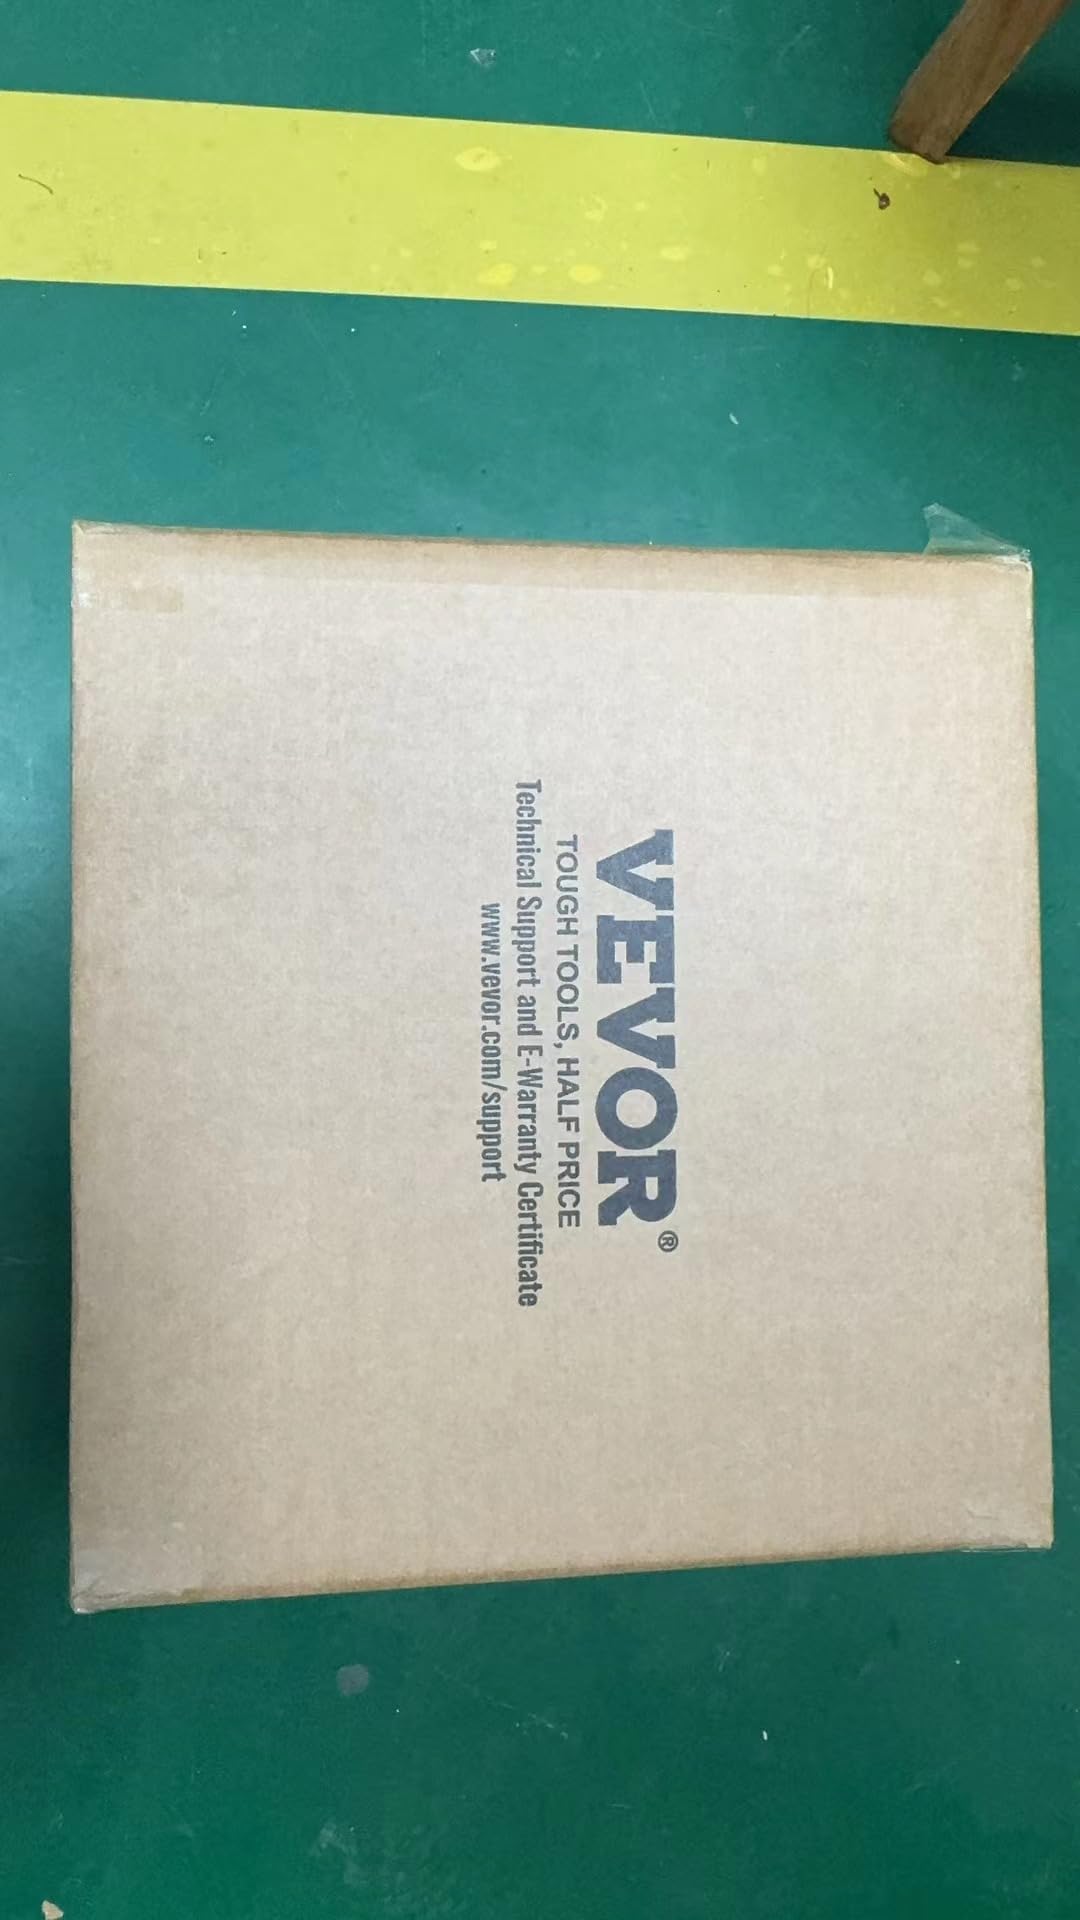 VEVOR®
TOUGH TOOLS, HALF PRICE
Technical Support and E-Warranty Certificate
www.vevor.com/support